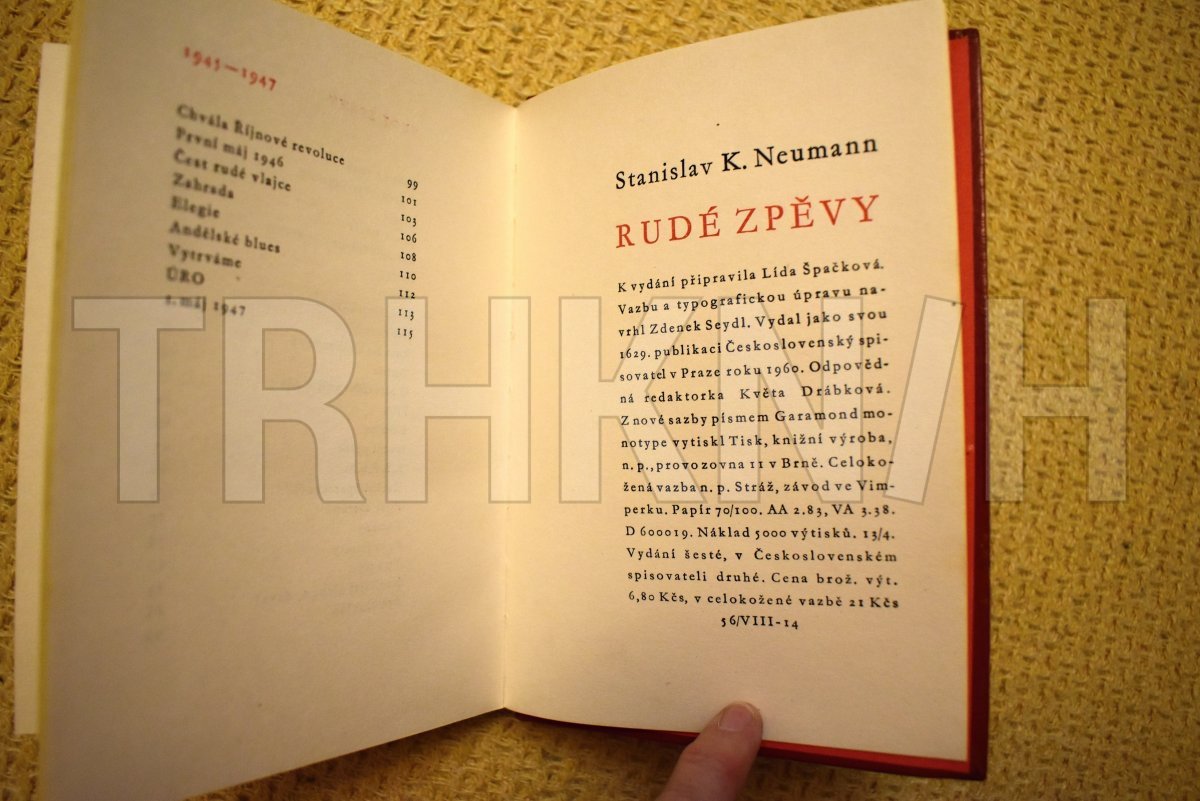 1945—1947
Chvála Říjnové revoluce 99
První máj 1946 101
Čest rudé vlajce 103
Zahrada 106
Elegie 108
Andělské blues 110
Vytrváme 112
ÚRO 113
1. máj 1947 115
Stanislav K. Neumann
RUDÉ ZPĚVY
K vydání připravila Lída Špačková.
Vazbu a typografickou úpravu na-
vrhl Zdenek Seydl. Vydal jako svou
1629. publikaci Československý spi-
sovatel v Praze roku 1960. Odpověd-
ná redaktorka Květa Drábková.
Z nové sazby písmem Garamond mo-
notype vytiskl Tisk, knižní výroba,
n. p., provozovna 11 v Brně. Celoko-
žená vazba n. p. Stráž, závod ve Vim-
perku. Papír 70/100. AA 2.83, VA 3.38.
D 600019. Náklad 5000 výtisků. 13/4.
Vydání šesté, v Československém
spisovateli druhé. Cena brož. výt.
6,80 Kčs, v celokožené vazbě 21 Kčs
56/VIII-14
TRHKNIH